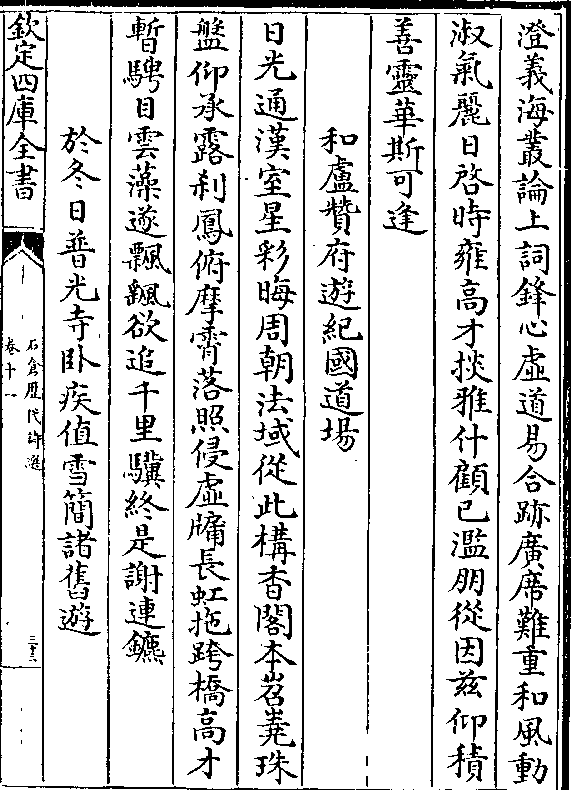 澄義海叢論上詞鋒心虛道易合跡廣席難重和風動
淑氣麗日啓時雍高才掞雅什顧已濫朋從因兹仰積
善靈華斯可逢
和盧贊府遊紀國道場
日光通漢室星彩晦周朝法域從此構香閣本岧嶤珠
盤仰承露刹鳳俯摩霄落照侵虛牖長虹拖跨橋高才
暫騁目雲藻遂飄飄欲追千里驥終是謝連鑣
於冬日普光寺卧疾值雪簡諸舊遊
欽定四庫全書
石倉歷代詩選
卷十一
三十六